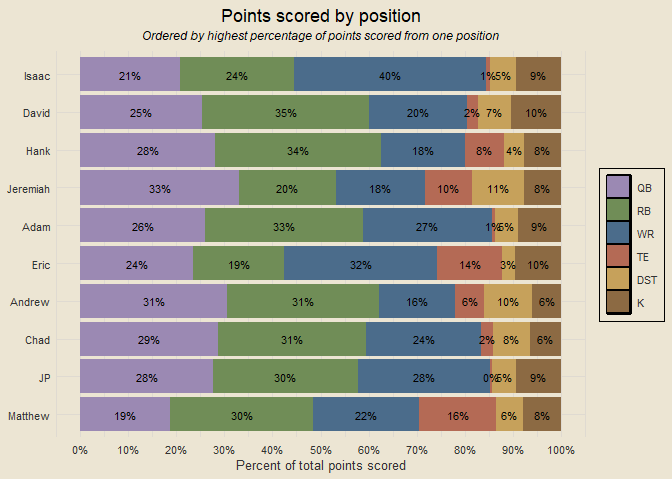 Points scored by position
Ordered by highest percentage of points scored from one position
Isaac 21% 24% 40% 1% 5% 9%
David 25% 35% 20% 2% 7% 10%
Hank 28% 34% 18% 8% 4% 8%
Jeremiah 33% 20% 18% 10% 11% 8%
Adam 26% 33% 27% 1% 6% 9%
Eric 24% 19% 32% 14% 3% 10%
Andrew 31% 31% 16% 6% 10% 6%
Chad 29% 31% 24% 2% 8% 6%
JP 28% 30% 28% 0% 5% 9%
Matthew 19% 30% 22% 16% 6% 8%
0% 10% 20% 30% 40% 50% 60% 70% 80% 90% 100%
Percent of total points scored
QB
RB
WR
TE
DST
K